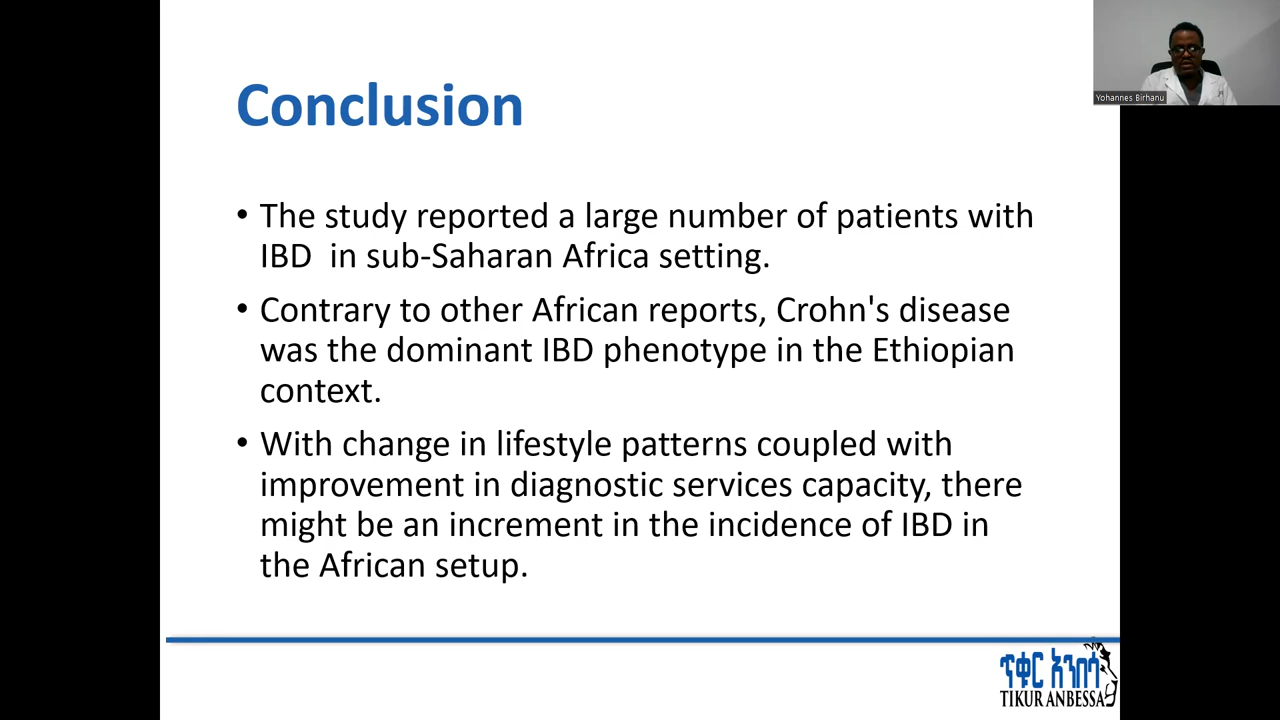 Conclusion
Yohannes Birhanu
• The study reported a large number of patients with
IBD  in sub-Saharan Africa setting.
• Contrary to other African reports, Crohn's disease
was the dominant IBD phenotype in the Ethiopian
context.
• With change in lifestyle patterns coupled with
improvement in diagnostic services capacity, there
might be an increment in the incidence of IBD in
the African setup.
ጥቁር አንበሳ
TIKUR ANBESSA